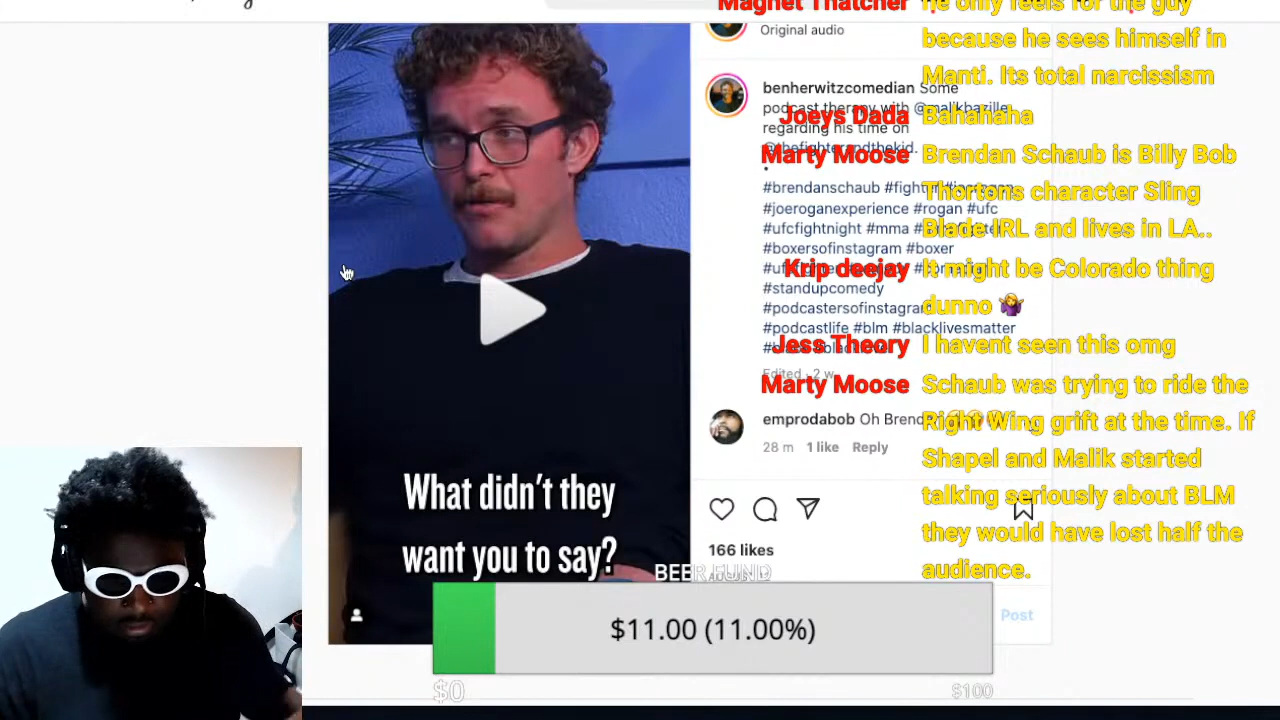 Original audio
benherwitzcomedian Some
podcast therapy with @malikbazille
regarding his time on
@thefighterandthekid.
•
#brendanschaub
#joeroganexperience #rogan #ufc
#ufcfightnight #mma
#boxersofinstagram #boxer
#standupcomedy
#podcastersofinstagram
#podcastlife #blm #blacklivesmatter
Edited · 2 w
emprodabob Oh
28 m 1 like Reply
166 likes
Post
What didn't they
want you to say?
Magnet Thatcher he only feels for the guy
because he sees himself in
Manti. Its total narcissism
Joeys Dada Bahahaha
Marty Moose Brendan Schaub is Billy Bob
Thortons character Sling
Blade IRL and lives in LA..
Krip deejay It might be Colorado thing
dunno 🤷‍♀️
Jess Theory I havent seen this omg
Marty Moose Schaub was trying to ride the
Right Wing grift at the time. If
Shapel and Malik started
talking seriously about BLM
they would have lost half the
audience.
BEER FUND
$11.00 (11.00%)
$0 $100